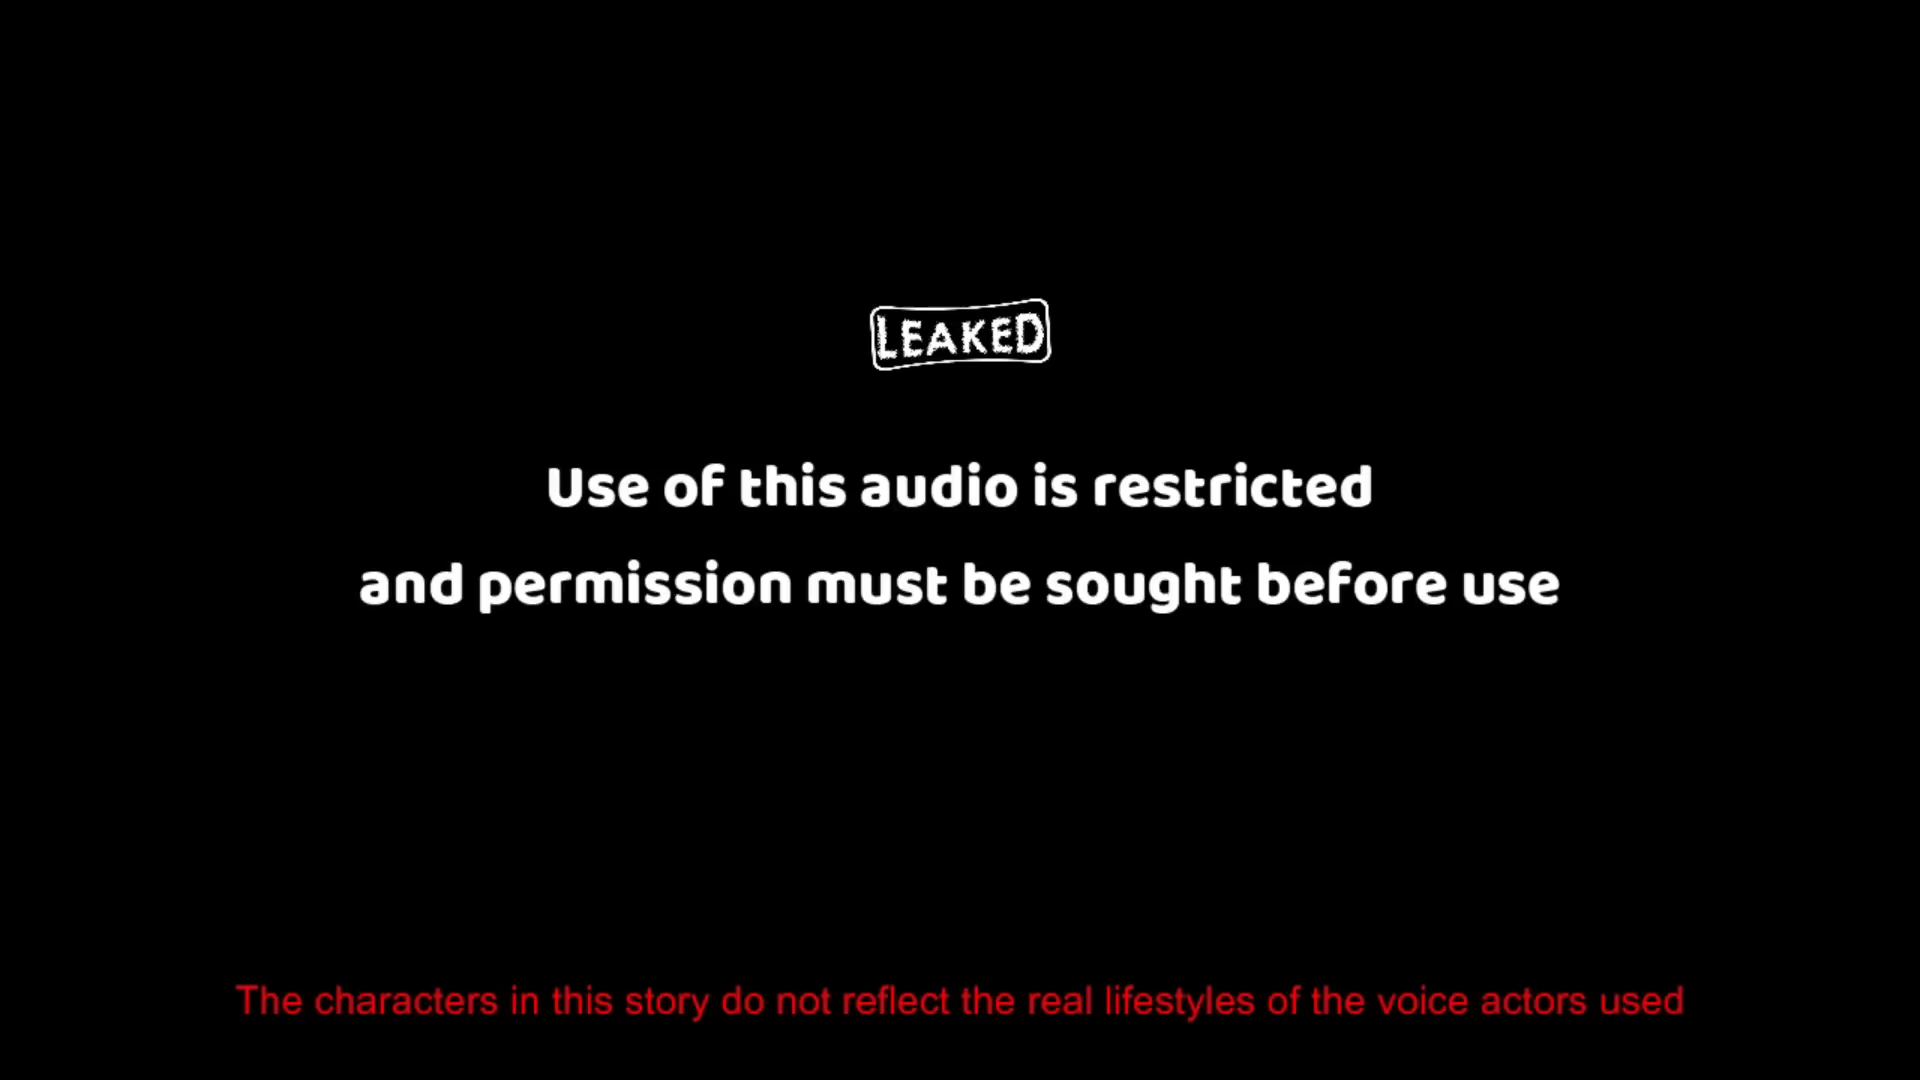 LEAKED
Use of this audio is restricted
and permission must be sought before use
The characters in this story do not reflect the real lifestyles of the voice actors used